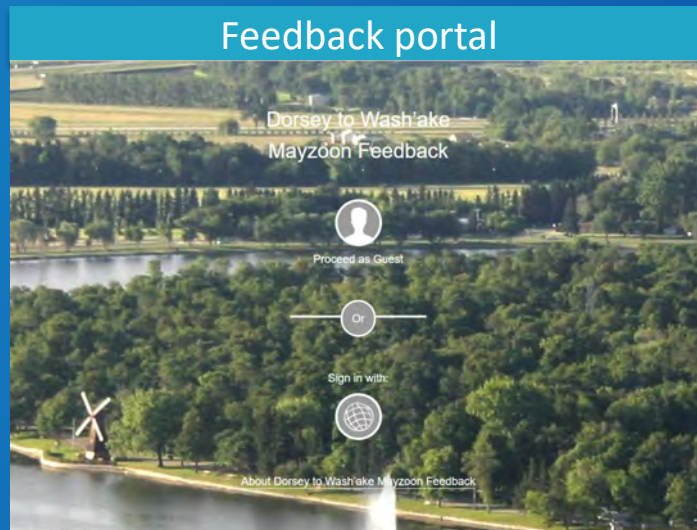 Feedback portal
Dorsey to Wash'ake
Mayzoon Feedback
Proceed as Guest
Or
Sign in with:
About Dorsey to Wash'ake Mayzoon Feedback